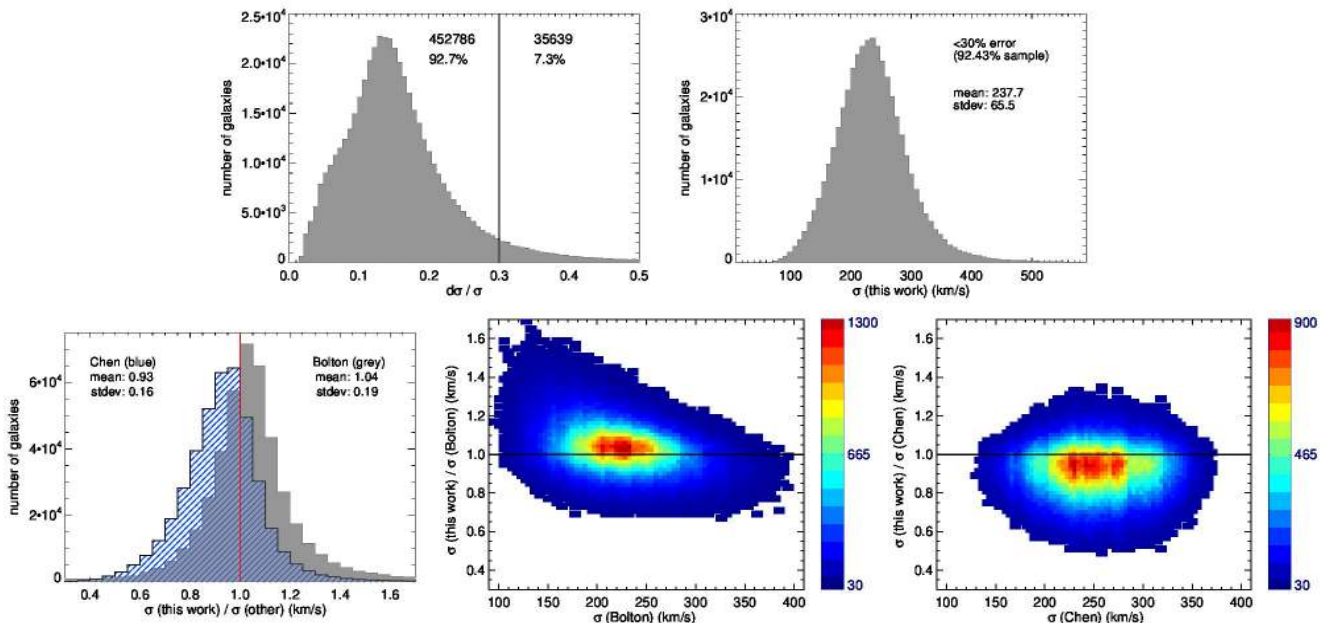 number of galaxies
2.5•10⁴
2.0•10⁴
1.5•10⁴
1.0•10⁴
5.0•10³
0
452786
92.7%
35639
7.3%
0.0 0.1 0.2 0.3 0.4 0.5
dσ / σ
number of galaxies
3•10⁴
2•10⁴
1•10⁴
0
<30% error
(92.43% sample)
mean: 237.7
stdev: 65.5
100 200 300 400 500
σ (this work) (km/s)
number of galaxies
6•10⁴
4•10⁴
2•10⁴
0
Chen (blue)
mean: 0.93
stdev: 0.16
Bolton (grey)
mean: 1.04
stdev: 0.19
0.4 0.6 0.8 1.0 1.2 1.4 1.6
σ (this work) / σ (other) (km/s)
σ (this work) / σ (Bolton) (km/s)
1.6
1.4
1.2
1.0
0.8
0.6
0.4
100 150 200 250 300 350 400
σ (Bolton) (km/s)
1300
665
30
σ (this work) / σ (Chen) (km/s)
1.6
1.4
1.2
1.0
0.8
0.6
0.4
100 150 200 250 300 350 400
σ (Chen) (km/s)
900
465
30